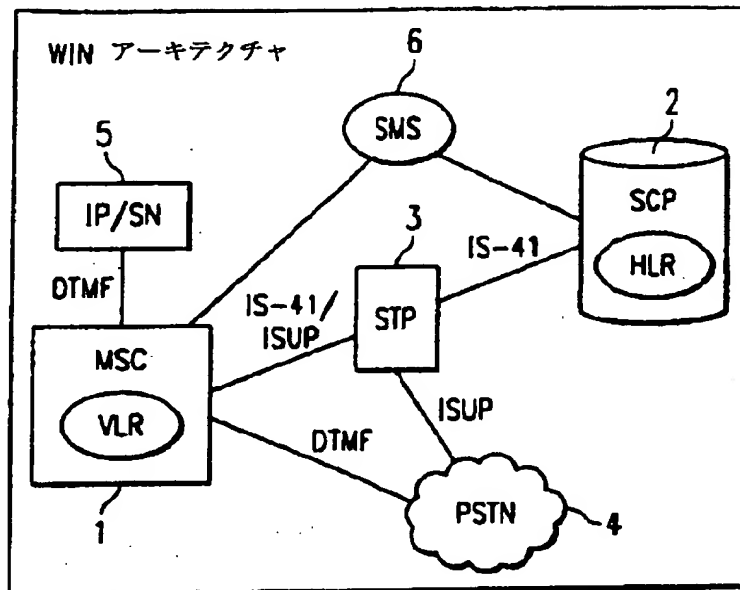 WIN アーキテクチャ
6
SMS
2
5
SCP
IP/SN
3
IS-41
HLR
DTMF
IS-41/
ISUP
STP
MSC
ISUP
VLR
DTMF
1
PSTN
4